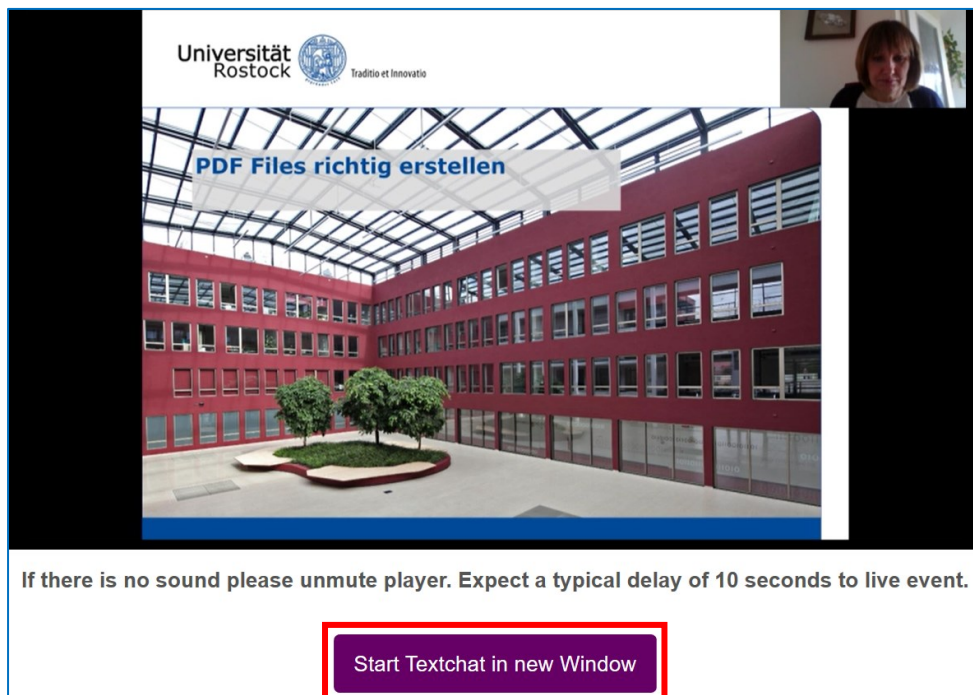 Universität
Rostock
Traditio et Innovatio
PDF Files richtig erstellen
If there is no sound please unmute player. Expect a typical delay of 10 seconds to live event.
Start Textchat in new Window